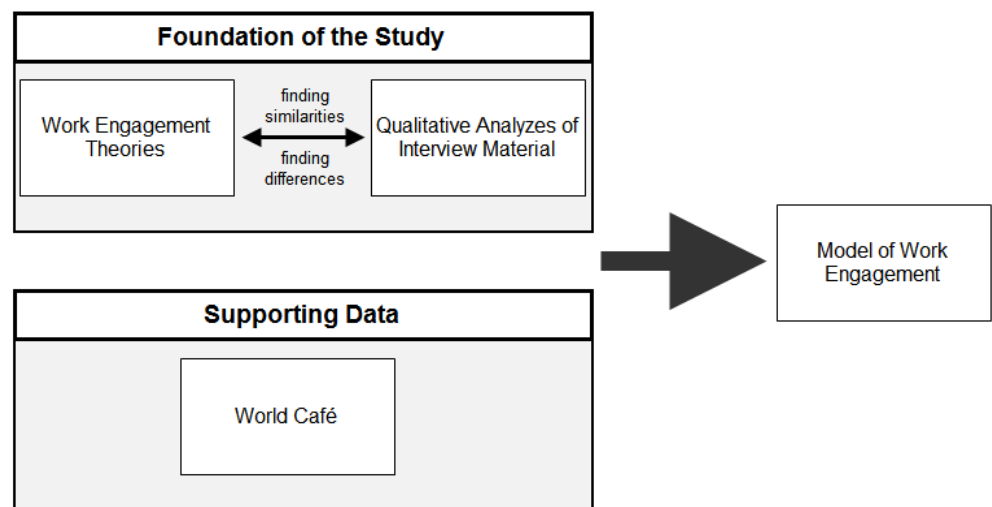 Foundation of the Study
Work Engagement
Theories
finding
similarities
finding
differences
Qualitative Analyzes of
Interview Material
Model of Work
Engagement
Supporting Data
World Café